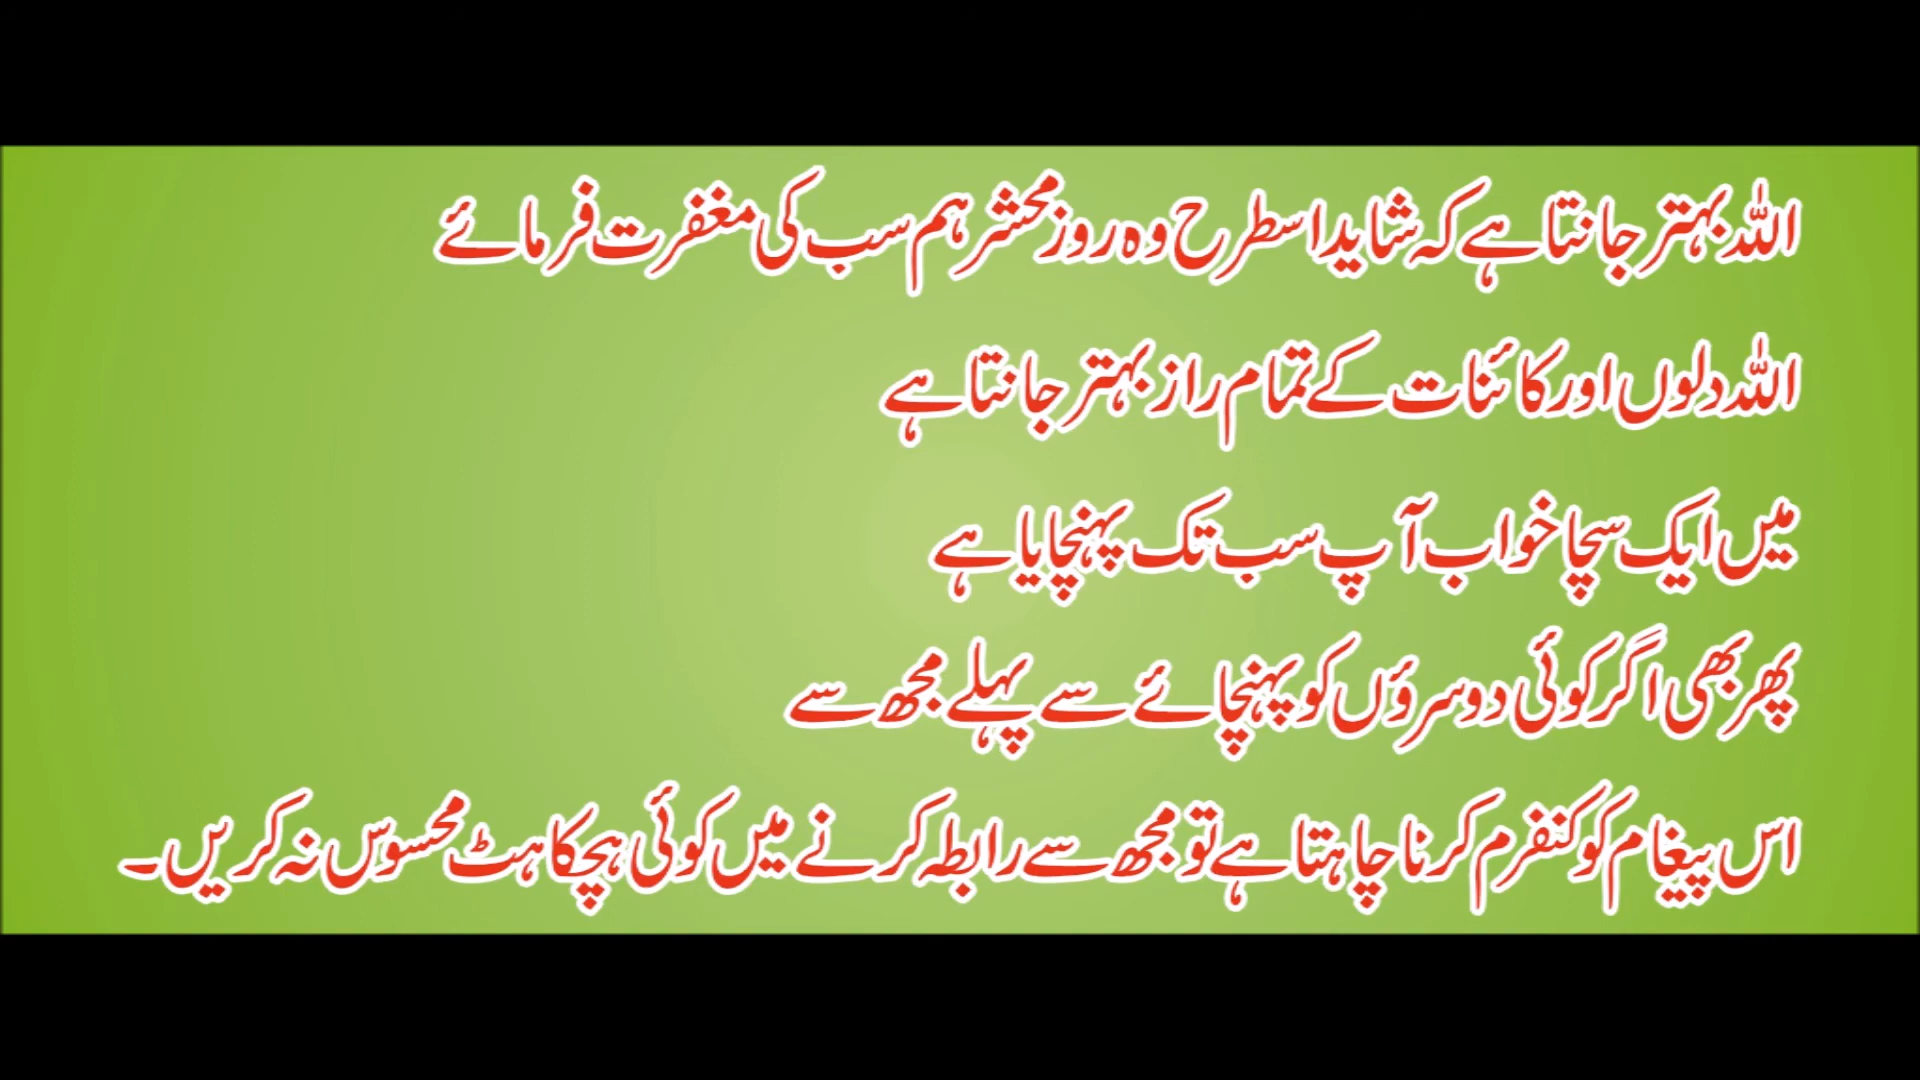 اللہ بہتر جانتا ہے کہ شاید اسطرح وہ روز محشر ہم سب کی مغفرت فرمائے
اللہ دلوں اور کائنات کے تمام راز بہتر جانتا ہے
میں ایک سچا خواب آپ سب تک پہنچایا ہے
پھر بھی اگر کوئی دوسروٗں کو پہنچائے سے پہلے مجھ سے
اس پیغام کو کنفرم کرنا چاہتا ہے تو مجھ سے رابطہ کرنے میں کوئی ہچکاہٹ محسوس نہ کریں۔